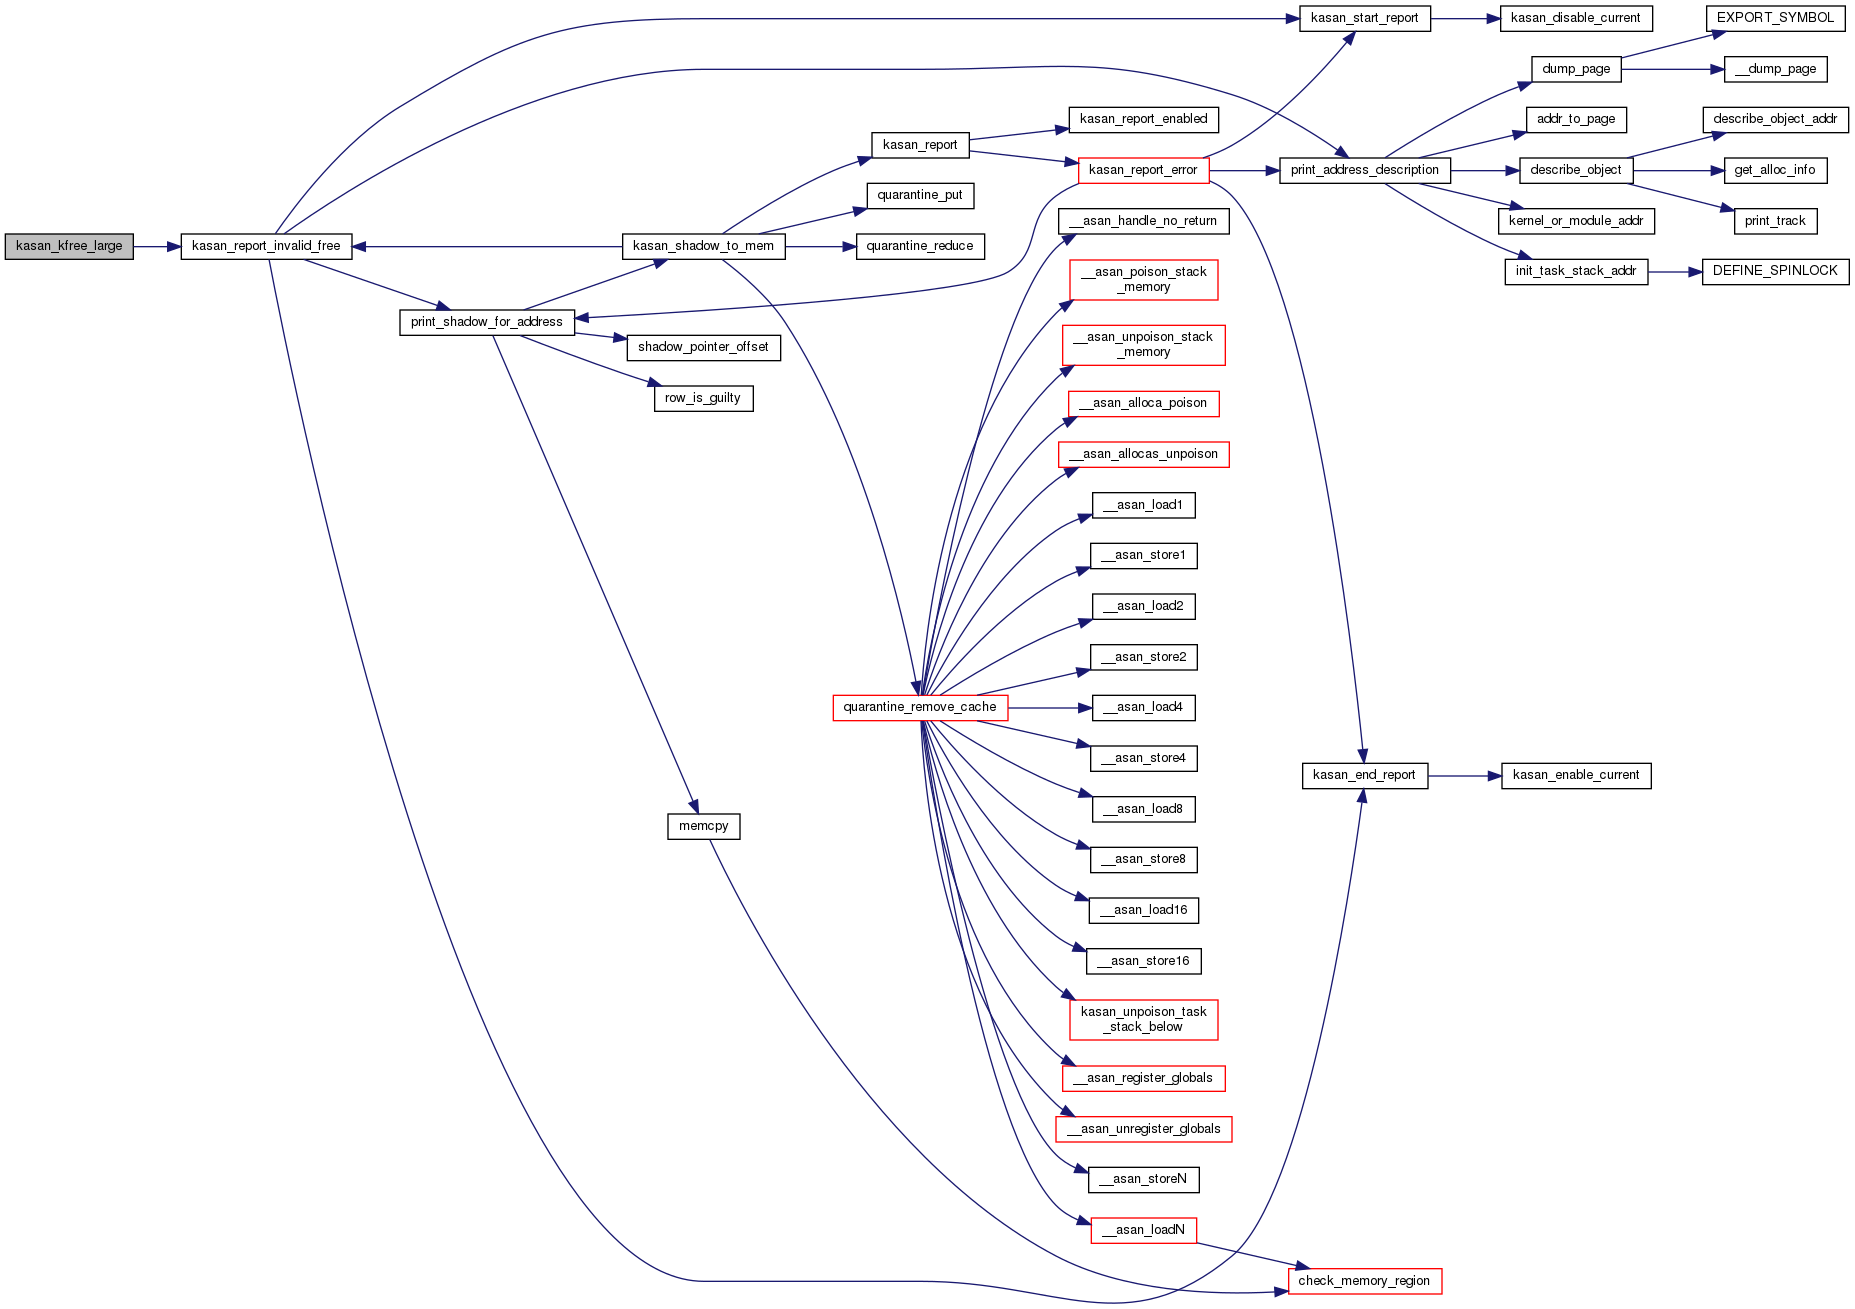 kasan_kfree_large
kasan_report_invalid_free
print_shadow_for_address
kasan_shadow_to_mem
shadow_pointer_offset
row_is_guilty
memcpy
kasan_report
quarantine_put
quarantine_reduce
quarantine_remove_cache
kasan_report_enabled
kasan_report_error
__asan_handle_no_return
__asan_poison_stack
_memory
__asan_unpoison_stack
_memory
__asan_alloca_poison
__asan_allocas_unpoison
__asan_load1
__asan_store1
__asan_load2
__asan_store2
__asan_load4
__asan_store4
__asan_load8
__asan_store8
__asan_load16
__asan_store16
kasan_unpoison_task
_stack_below
__asan_register_globals
__asan_unregister_globals
__asan_storeN
__asan_loadN
kasan_start_report
print_address_description
kasan_end_report
check_memory_region
kasan_disable_current
dump_page
addr_to_page
describe_object
kernel_or_module_addr
init_task_stack_addr
kasan_enable_current
EXPORT_SYMBOL
__dump_page
describe_object_addr
get_alloc_info
print_track
DEFINE_SPINLOCK